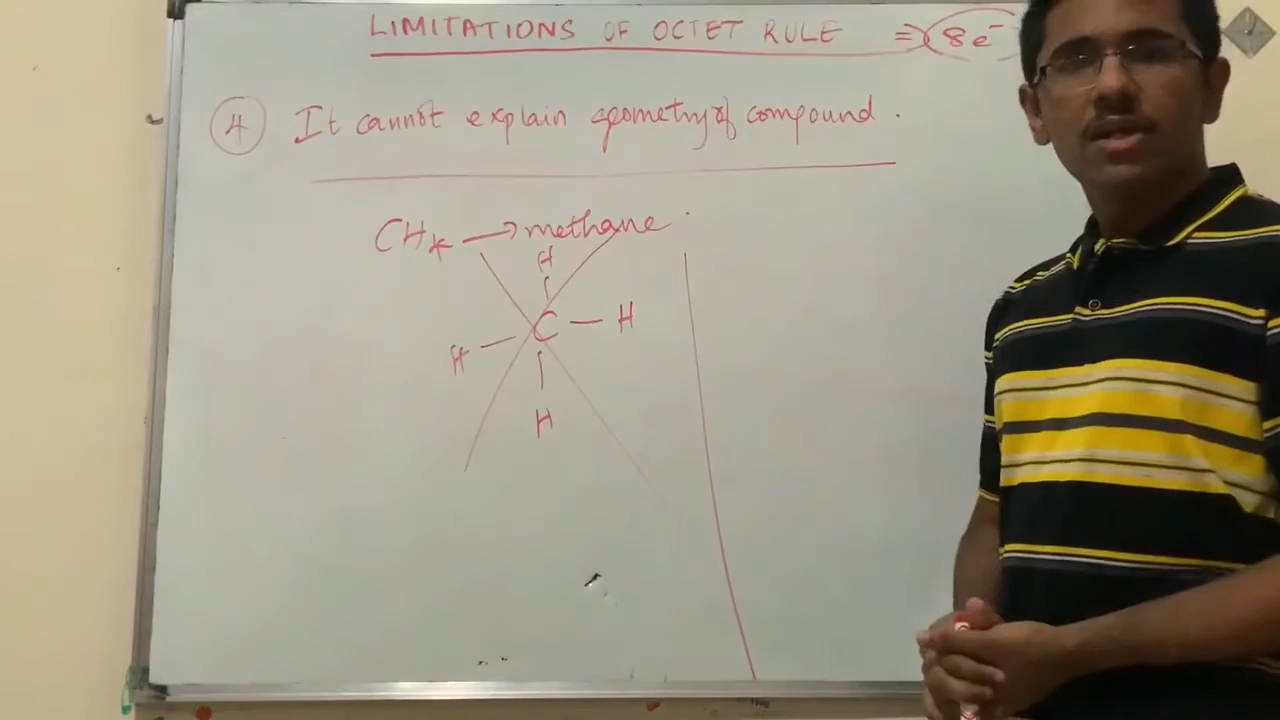 LIMITATIONS OF OCTET RULE ⇒ 8e⁻
4 It cannot explain geometry of compound.
CH4 → methane
H
C — H
H —
H